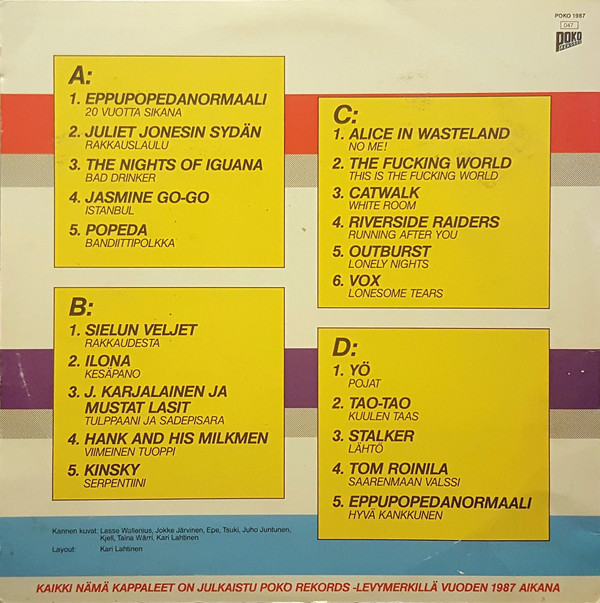 POKO 1987
047
POKO
REKORDS
A:
1. EPPUPOPEDANORMAALI
20 VUOTTA SIKANA
2. JULIET JONESIN SYDÄN
RAKKAUSLAULU
3. THE NIGHTS OF IGUANA
BAD DRINKER
4. JASMINE GO-GO
ISTANBUL
5. POPEDA
BANDIITTIPOLKKA
B:
1. SIELUN VELJET
RAKKAUDESTA
2. ILONA
KESÄPANO
3. J. KARJALAINEN JA
MUSTAT LASIT
TULPPAANI JA SADEPISARA
4. HANK AND HIS MILKMEN
VIIMEINEN TUOPPI
5. KINSKY
SERPENTIINI
C:
1. ALICE IN WASTELAND
NO ME!
2. THE FUCKING WORLD
THIS IS THE FUCKING WORLD
3. CATWALK
WHITE ROOM
4. RIVERSIDE RAIDERS
RUNNING AFTER YOU
5. OUTBURST
LONELY NIGHTS
6. VOX
LONESOME TEARS
D:
1. YÖ
POJAT
2. TAO-TAO
KUULEN TAAS
3. STALKER
LÄHTÖ
4. TOM ROINILA
SAARENMAAN VALSSI
5. EPPUPOPEDANORMAALI
HYVÄ KANKKUNEN
Kannen kuvat: Lasse Wallenius, Jokke Järvinen, Epe, Tsuki, Juho Juntunen,
Kjell, Taina Wärri, Kari Lahtinen
Layout: Kari Lahtinen
KAIKKI NÄMÄ KAPPALEET ON JULKAISTU POKO REKORDS -LEVYMERKILLÄ VUODEN 1987 AIKANA